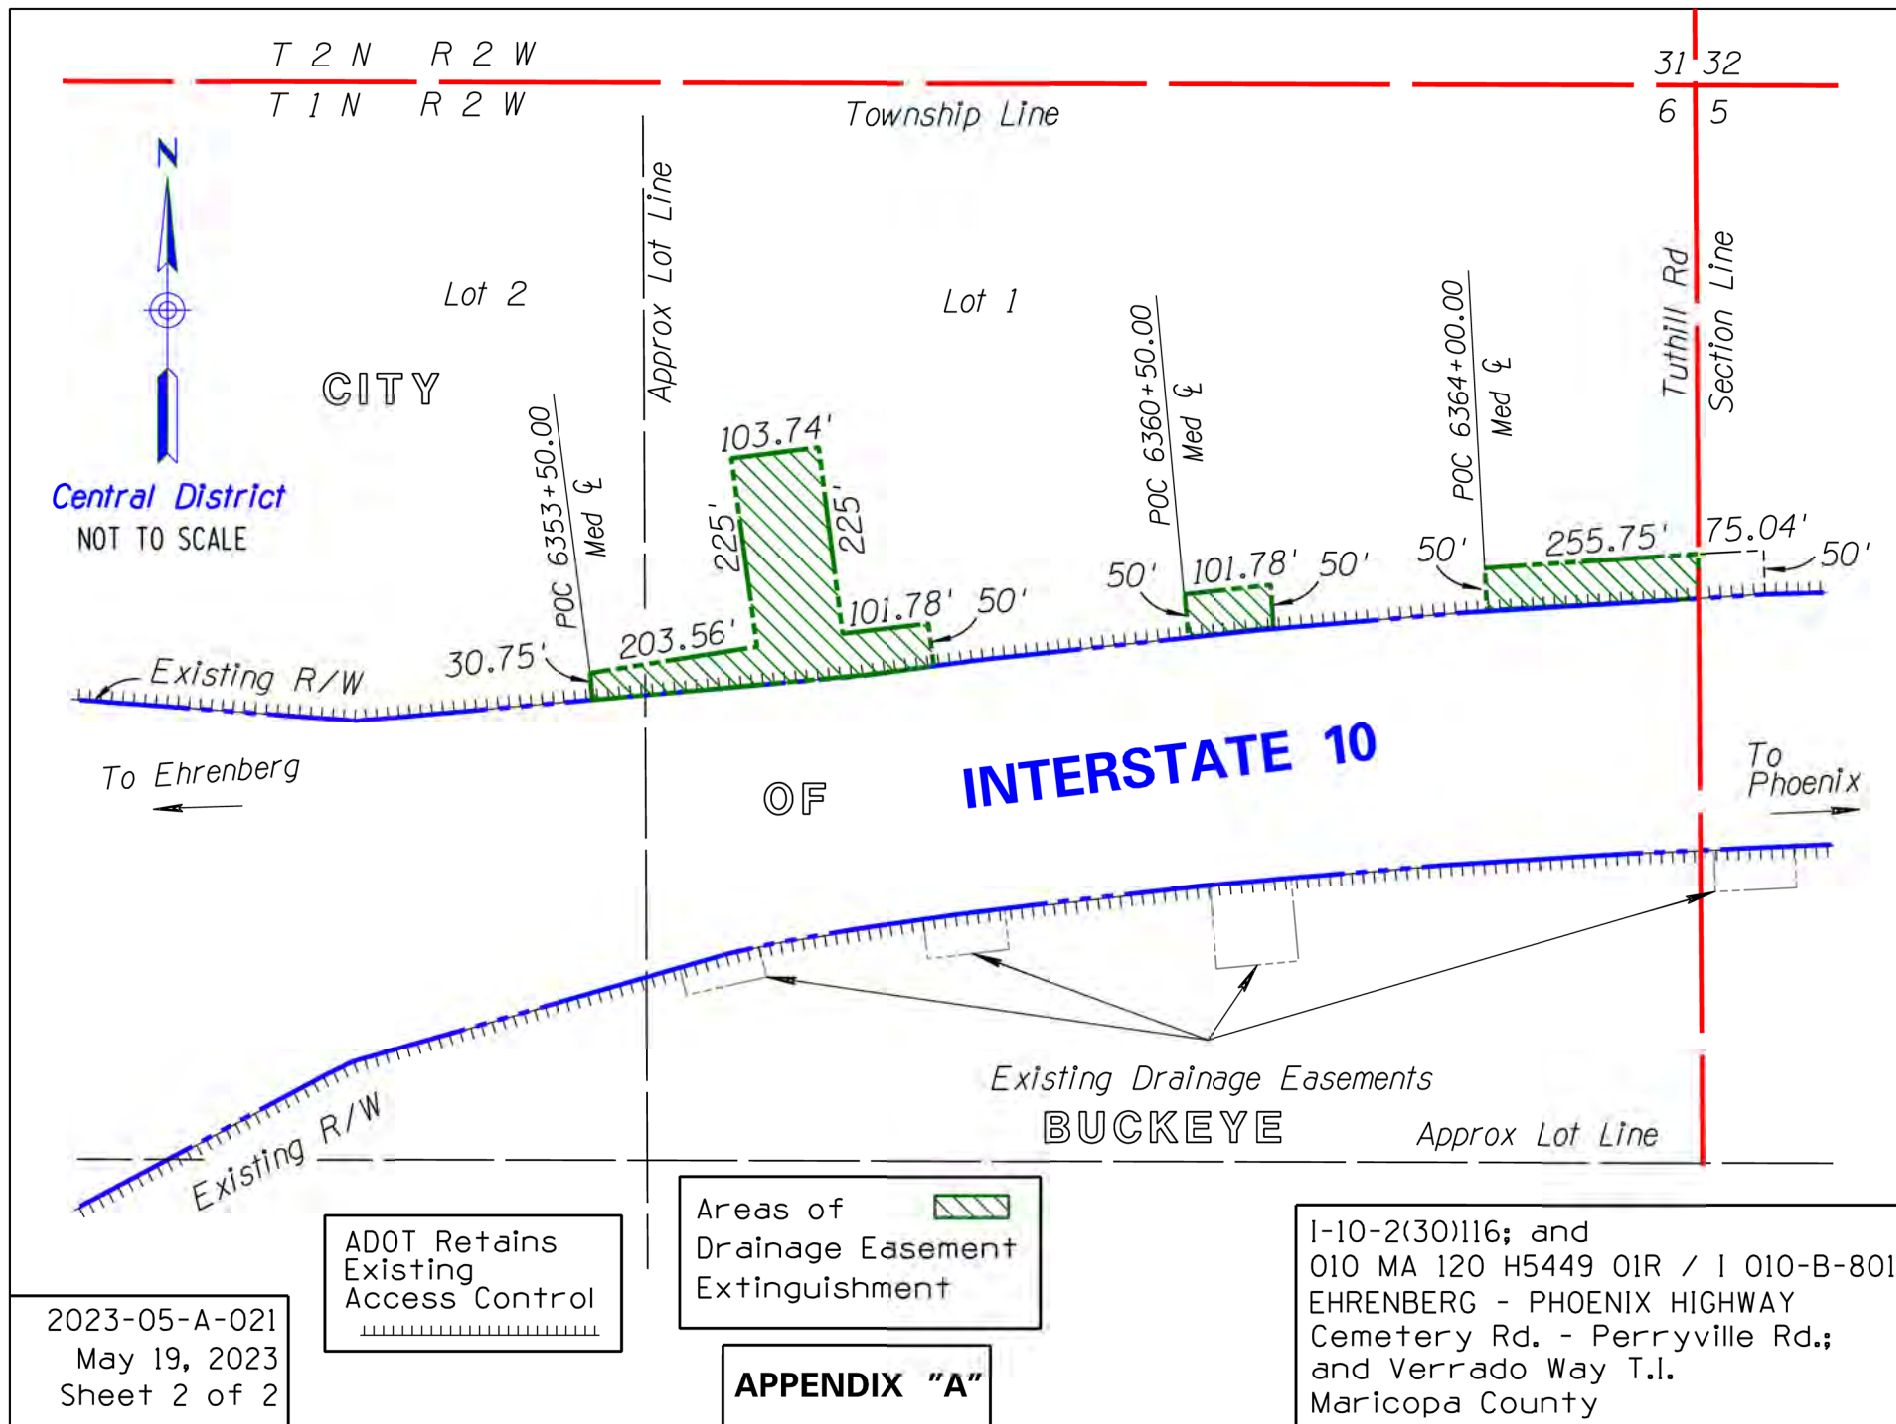 T 2 N R 2 W
31 32
T 1 N R 2 W
Township Line
6 5
N
Approx Lot Line
Lot 2
Lot 1
Tuthill Rd
Section Line
CITY
POC 6353+50.00
Med ℄
POC 6360+50.00
Med ℄
POC 6364+00.00
Med ℄
Central District
NOT TO SCALE
103.74'
225'
225'
30.75'
203.56'
101.78'
50'
50'
101.78'
50'
50'
255.75'
75.04'
50'
Existing R/W
To Ehrenberg
OF
INTERSTATE 10
To
Phoenix
Existing Drainage Easements
BUCKEYE
Approx Lot Line
Existing R/W
ADOT Retains
Existing
Access Control
Areas of
Drainage Easement
Extinguishment
2023-05-A-021
May 19, 2023
Sheet 2 of 2
APPENDIX "A"
I-10-2(30)116; and
010 MA 120 H5449 01R / I 010-B-801
EHRENBERG - PHOENIX HIGHWAY
Cemetery Rd. - Perryville Rd.;
and Verrado Way T.I.
Maricopa County